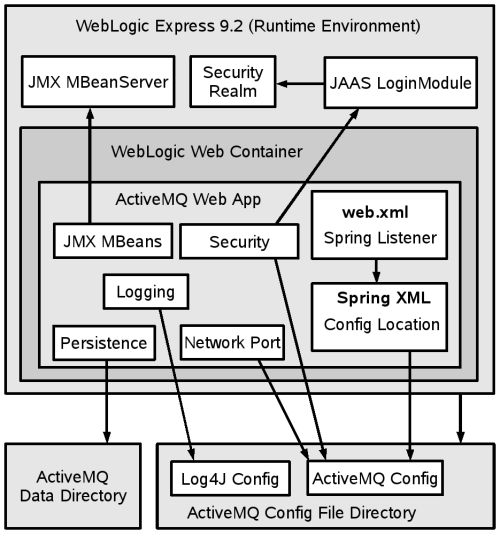 WebLogic Express 9.2 (Runtime Environment)
JMX MBeanServer
Security
Realm
JAAS LoginModule
WebLogic Web Container
ActiveMQ Web App
JMX MBeans
Security
web.xml
Spring Listener
Logging
Spring XML
Config Location
Persistence
Network Port
ActiveMQ
Data Directory
Log4J Config
ActiveMQ Config
ActiveMQ Config File Directory